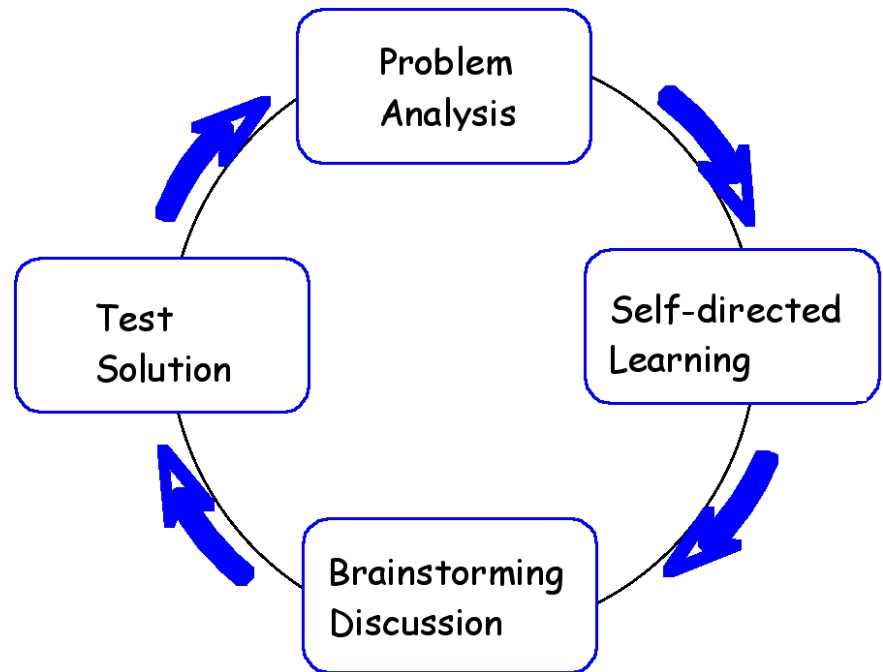 Problem
Analysis
Self-directed
Learning
Brainstorming
Discussion
Test
Solution